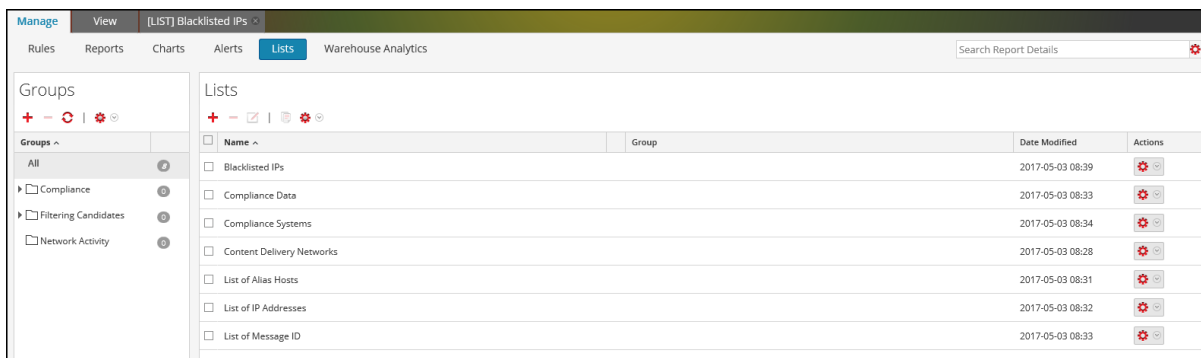 Manage View [LIST] Blacklisted IPs
Rules Reports Charts Alerts Lists Warehouse Analytics Search Report Details
Groups
Groups
All 8
Compliance 0
Filtering Candidates 0
Network Activity 0
Lists
Name Group Date Modified Actions
Blacklisted IPs 2017-05-03 08:39
Compliance Data 2017-05-03 08:33
Compliance Systems 2017-05-03 08:34
Content Delivery Networks 2017-05-03 08:28
List of Alias Hosts 2017-05-03 08:31
List of IP Addresses 2017-05-03 08:32
List of Message ID 2017-05-03 08:33